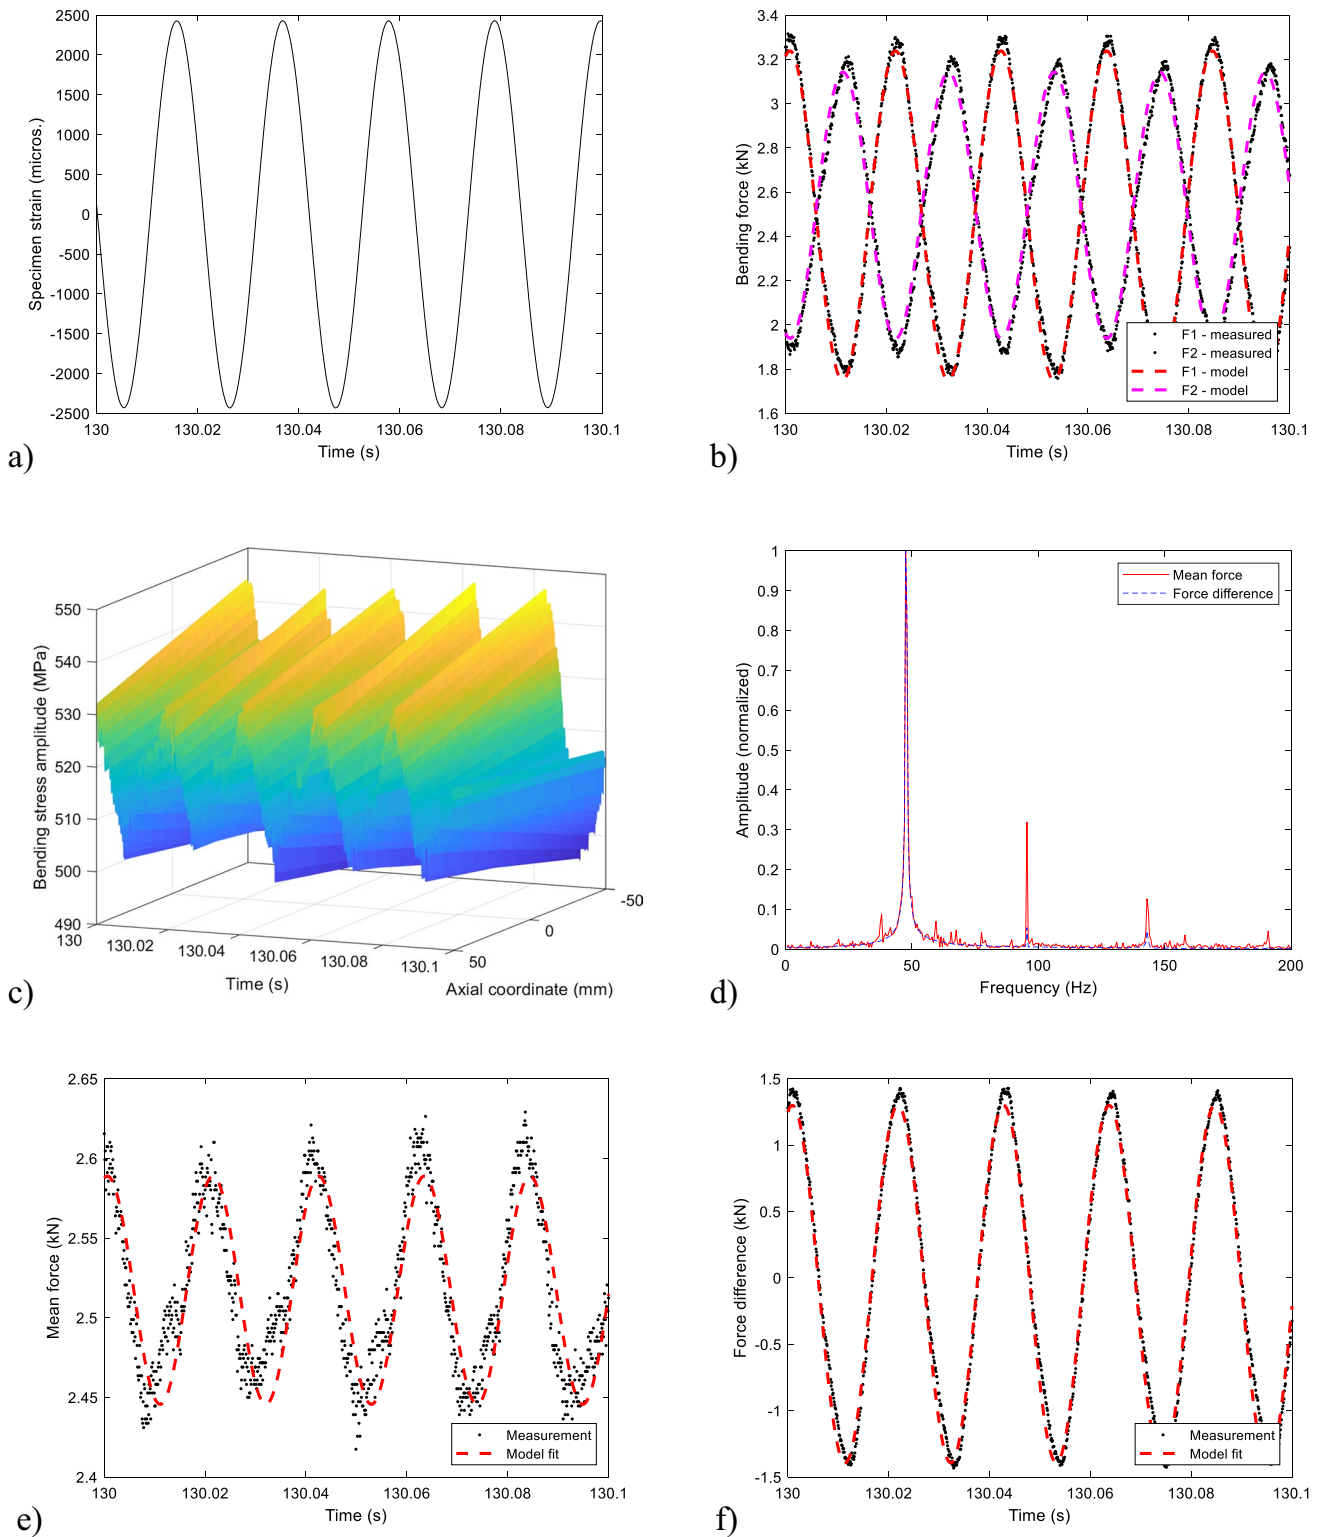 2500
2000
1500
1000
500
0
-500
-1000
-1500
-2000
-2500
Specimen strain (micros.)
130 130.02 130.04 130.06 130.08 130.1
Time (s)
a)
3.4
3.2
3
2.8
2.6
2.4
2.2
2
1.8
1.6
Bending force (kN)
F1 - measured
F2 - measured
F1 - model
F2 - model
130 130.02 130.04 130.06 130.08 130.1
Time (s)
b)
550
540
530
520
510
500
490
Bending stress amplitude (MPa)
130 130.02 130.04 130.06 130.08 130.1
Time (s)
50 0 -50
Axial coordinate (mm)
c)
1
0.9
0.8
0.7
0.6
0.5
0.4
0.3
0.2
0.1
0
Amplitude (normalized)
Mean force
Force difference
0 50 100 150 200
Frequency (Hz)
d)
2.65
2.6
2.55
2.5
2.45
2.4
Mean force (kN)
Measurement
Model fit
130 130.02 130.04 130.06 130.08 130.1
Time (s)
e)
1.5
1
0.5
0
-0.5
-1
-1.5
Force difference (kN)
Measurement
Model fit
130 130.02 130.04 130.06 130.08 130.1
Time (s)
f)